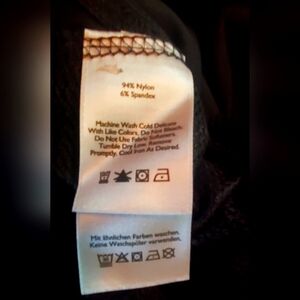 94% Nylon
6% Spandex
Machine Wash Cold Delicate
With Like Colors. Do Not Bleach.
Do Not Use Fabric Softeners.
Tumble Dry Low. Remove
Promptly. Cool Iron As Desired.
Mit ähnlichen Farben waschen.
Keine Weichspüler verwenden.